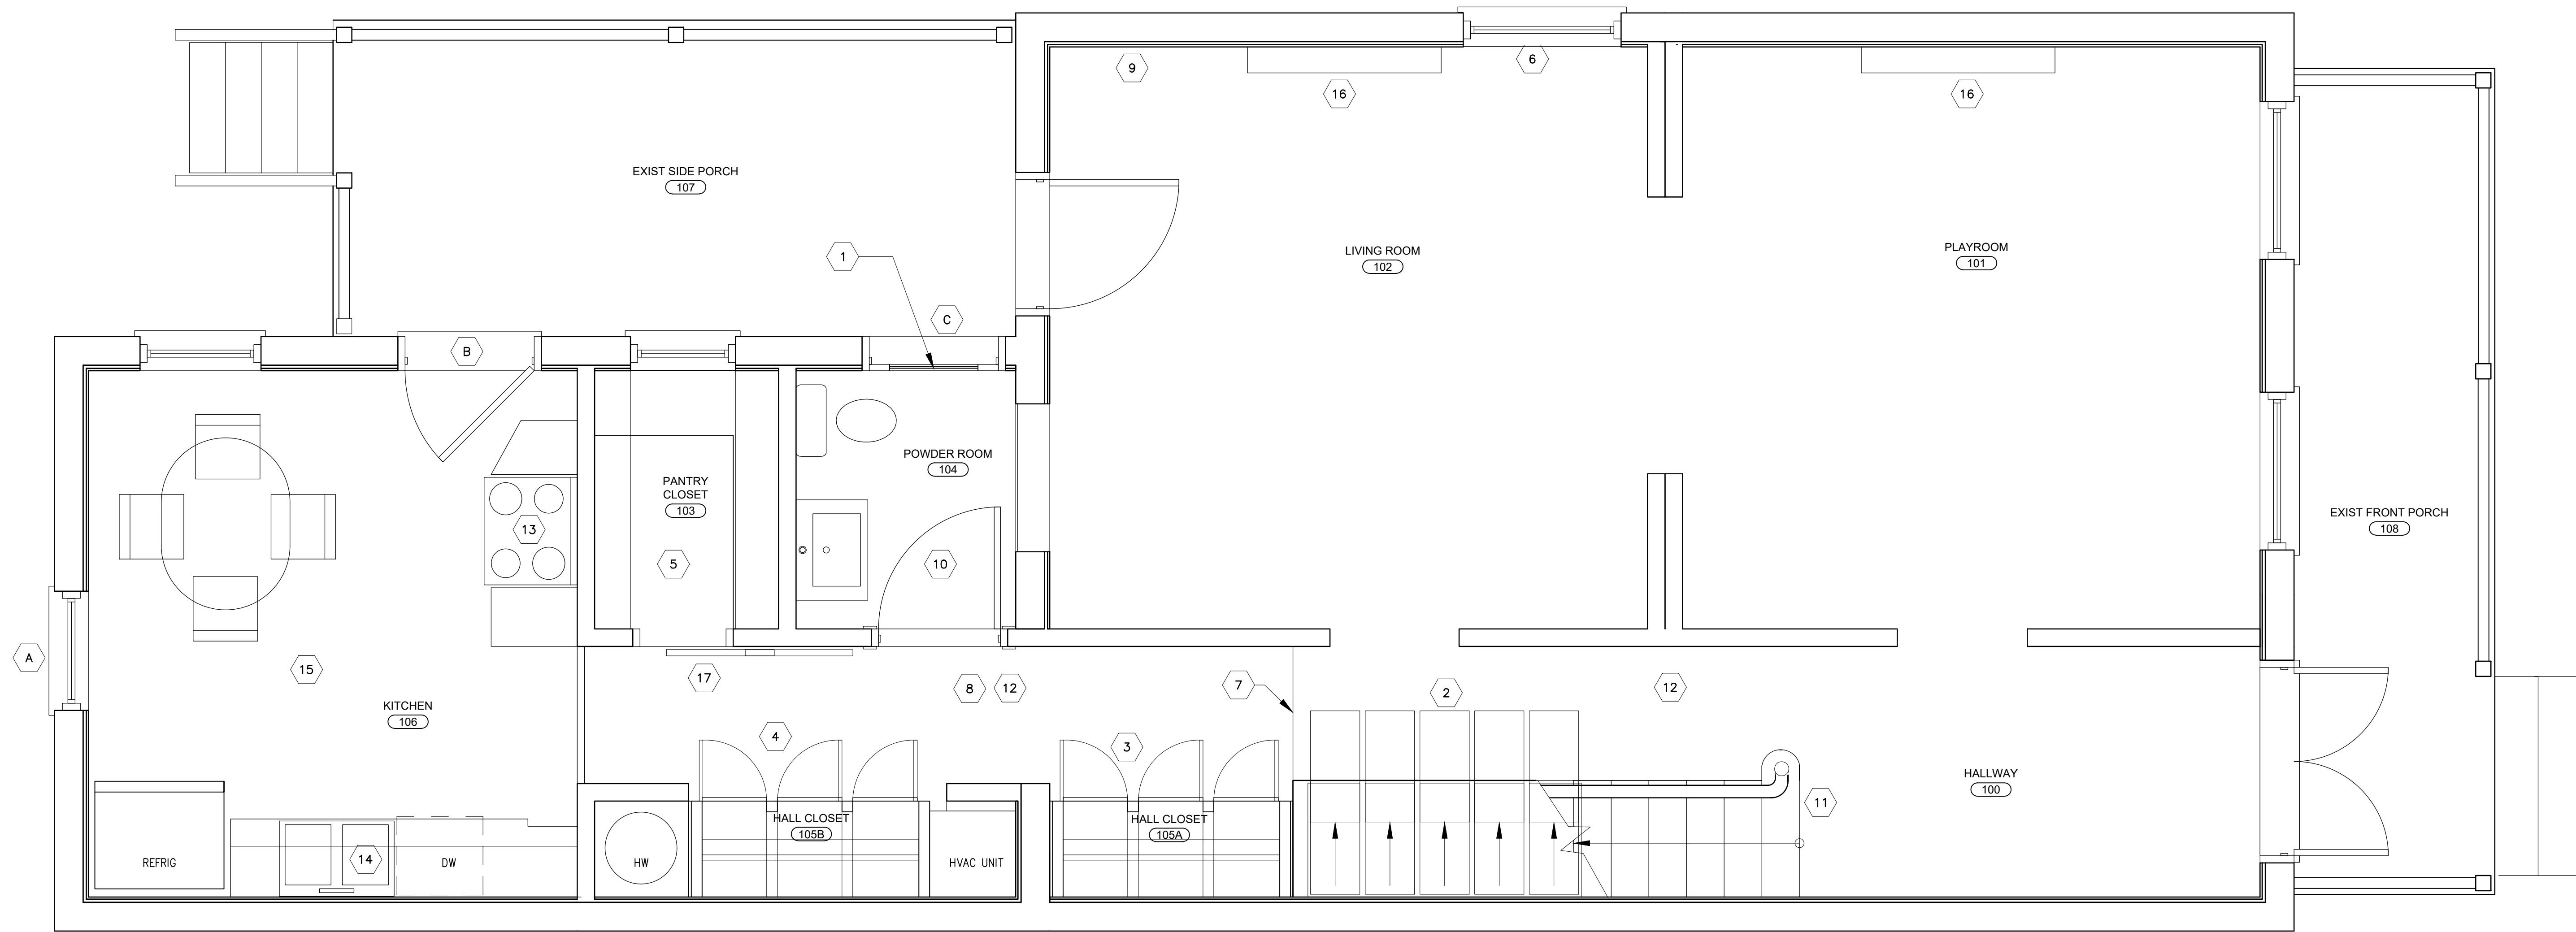 6
9
16
16
EXIST SIDE PORCH
107
PLAYROOM
101
LIVING ROOM
102
1
C
B
POWDER ROOM
104
PANTRY
CLOSET
103
EXIST FRONT PORCH
108
13
5
10
A
15
17
8
12
7
2
12
KITCHEN
106
4
3
HALLWAY
100
11
HALL CLOSET
105B
HALL CLOSET
105A
REFRIG
14
DW
HW
HVAC UNIT